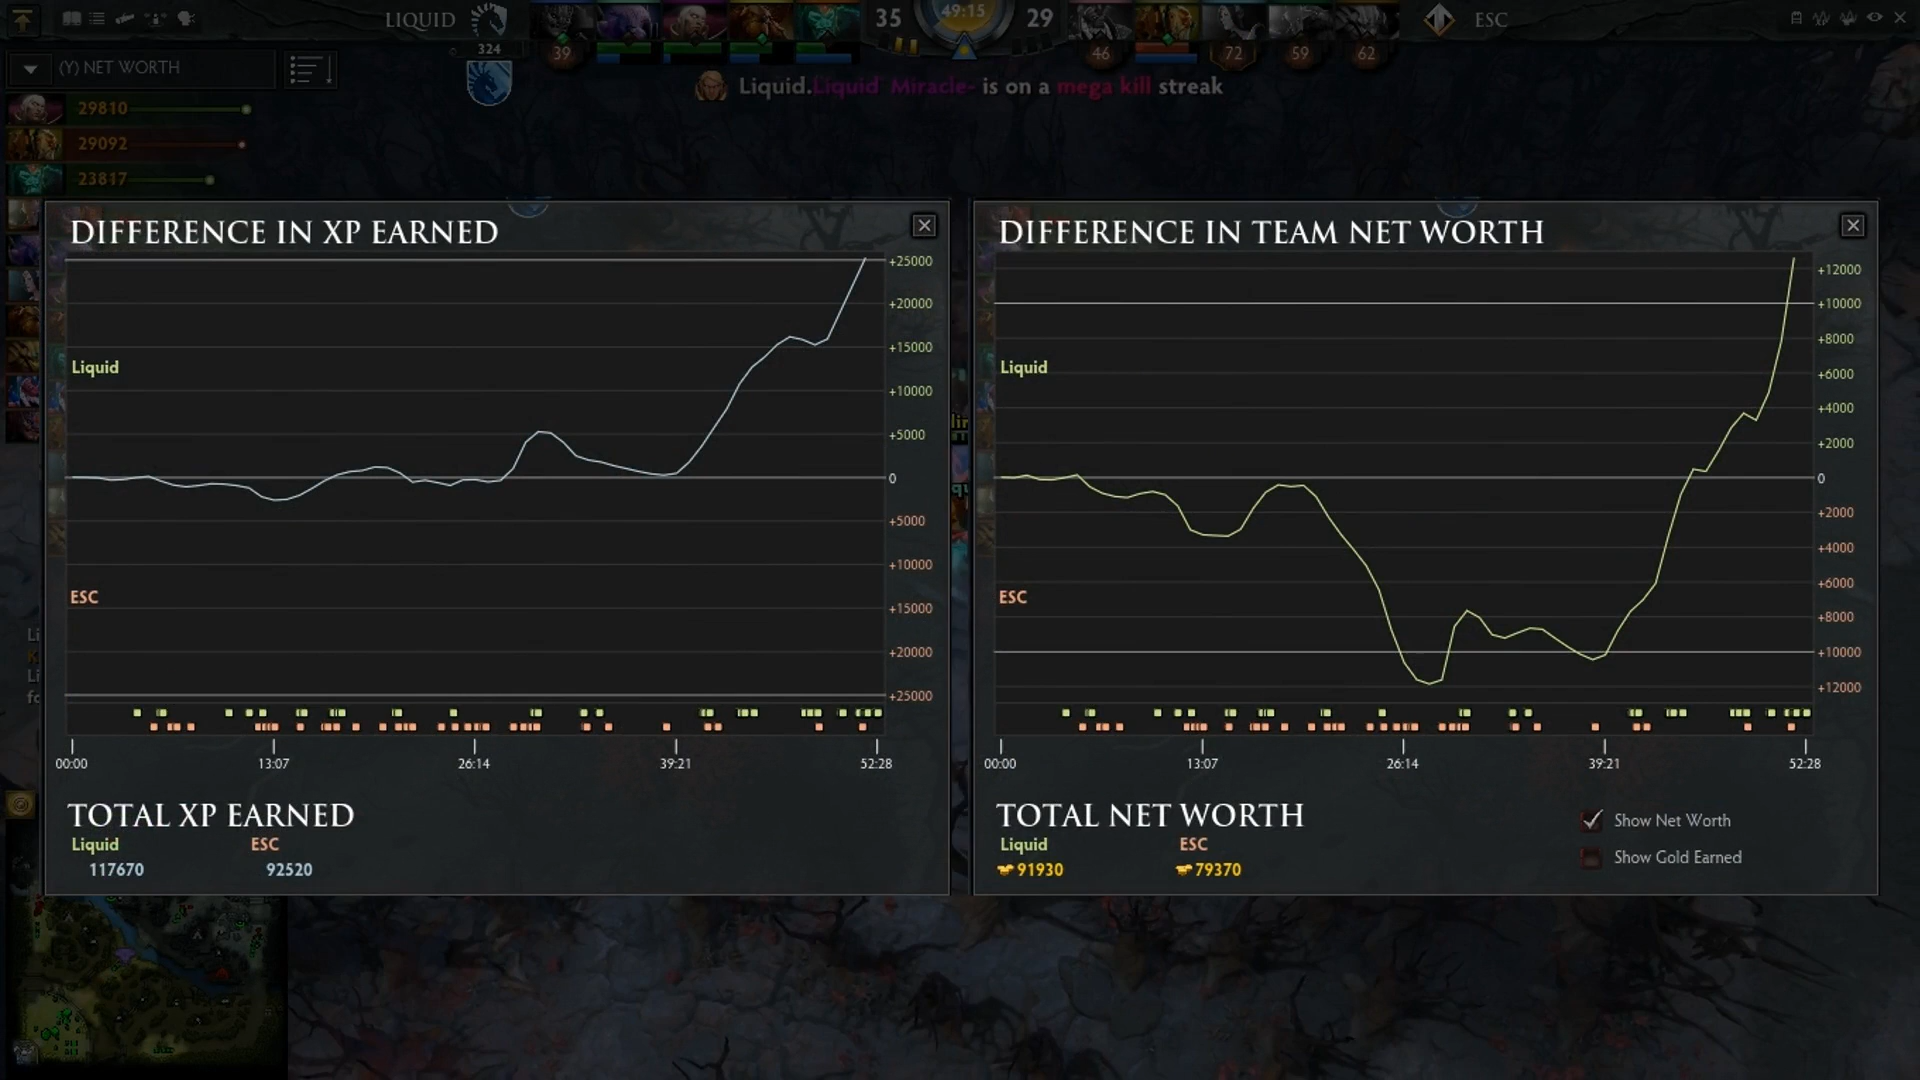 LIQUID
35
49:15
29
ESC
324
39
46
72
59
62
(Y) NET WORTH
Liquid.Liquid`Miracle- is on a mega kill streak
29810
29092
23817
DIFFERENCE IN XP EARNED
+25000
+20000
+15000
+10000
+5000
0
+5000
+10000
+15000
+20000
+25000
Liquid
ESC
00:00
13:07
26:14
39:21
52:28
TOTAL XP EARNED
Liquid
ESC
117670
92520
DIFFERENCE IN TEAM NET WORTH
+12000
+10000
+8000
+6000
+4000
+2000
0
+2000
+4000
+6000
+8000
+10000
+12000
Liquid
ESC
00:00
13:07
26:14
39:21
52:28
TOTAL NET WORTH
Liquid
ESC
91930
79370
Show Net Worth
Show Gold Earned